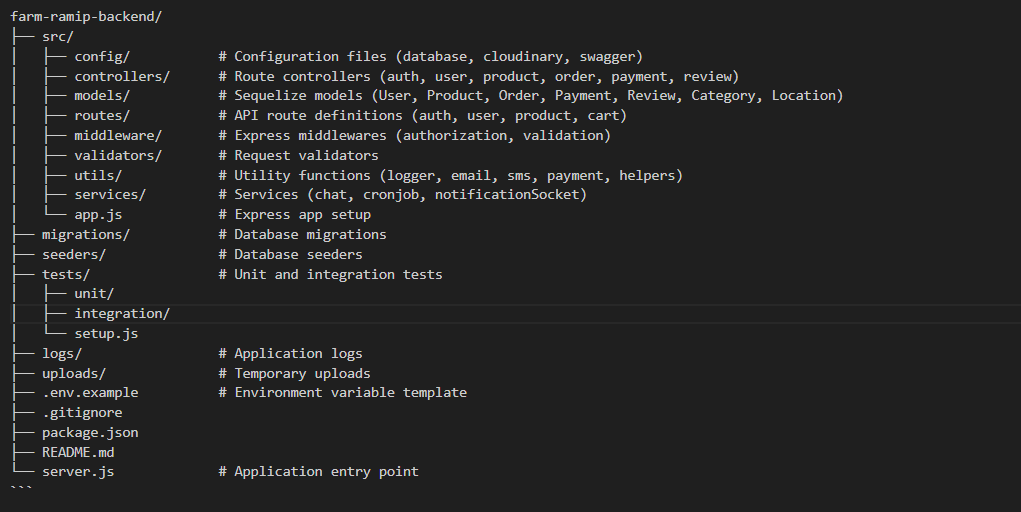 farm-ramip-backend/
├── src/
│   ├── config/           # Configuration files (database, cloudinary, swagger)
│   ├── controllers/      # Route controllers (auth, user, product, order, payment, review)
│   ├── models/           # Sequelize models (User, Product, Order, Payment, Review, Category, Location)
│   ├── routes/           # API route definitions (auth, user, product, cart)
│   ├── middleware/       # Express middlewares (authorization, validation)
│   ├── validators/       # Request validators
│   ├── utils/            # Utility functions (logger, email, sms, payment, helpers)
│   ├── services/         # Services (chat, cronjob, notificationSocket)
│   └── app.js            # Express app setup
├── migrations/           # Database migrations
├── seeders/              # Database seeders
├── tests/                # Unit and integration tests
│   ├── unit/
│   ├── integration/
│   └── setup.js
├── logs/                 # Application logs
├── uploads/              # Temporary uploads
├── .env.example          # Environment variable template
├── .gitignore
├── package.json
├── README.md
└── server.js             # Application entry point
```